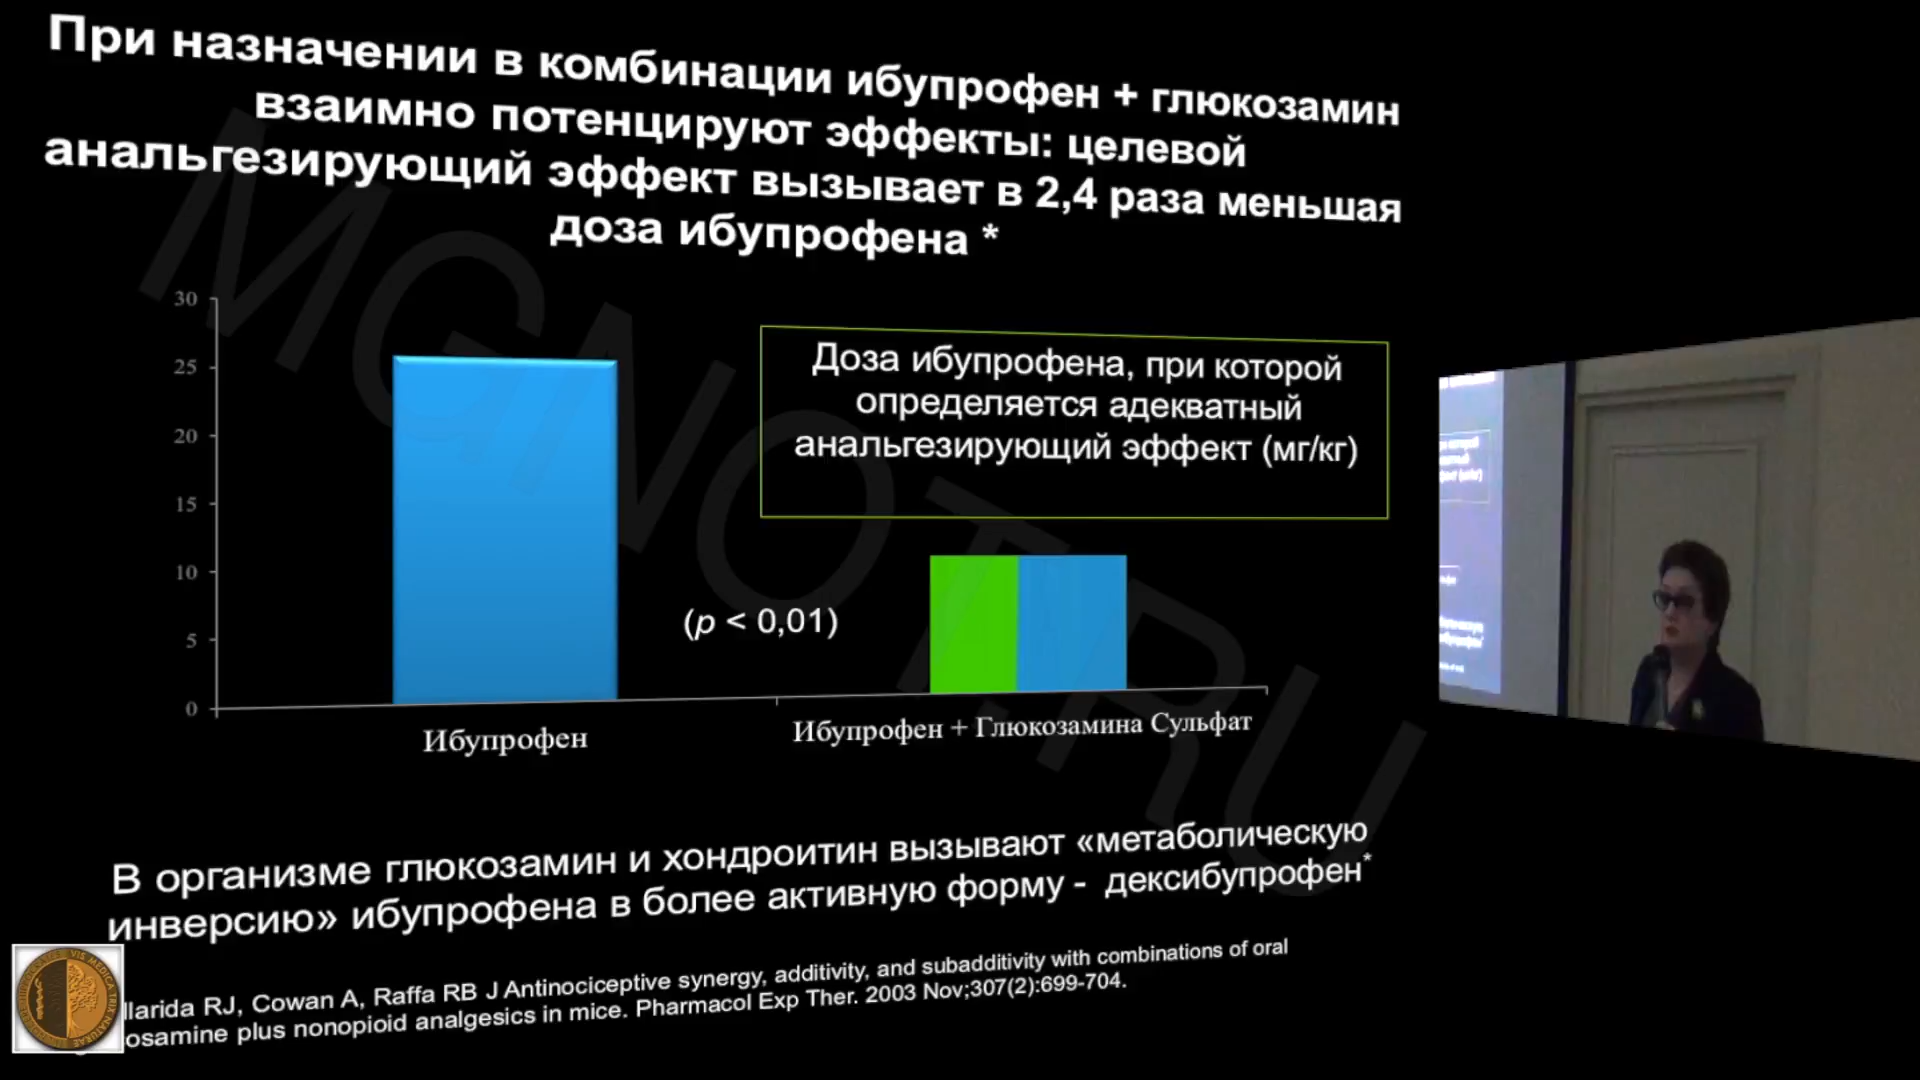 При назначении в комбинации ибупрофен + глюкозамин
взаимно потенцируют эффекты: целевой
анальгезирующий эффект вызывает в 2,4 раза меньшая
доза ибупрофена *
30
25
20
15
10
5
0
Доза ибупрофена, при которой
определяется адекватный
анальгезирующий эффект (мг/кг)
(p < 0,01)
Ибупрофен
Ибупрофен + Глюкозамина Сульфат
MGNOT.RU
В организме глюкозамин и хондроитин вызывают «метаболическую
инверсию» ибупрофена в более активную форму - дексибупрофен*
llarida RJ, Cowan A, Raffa RB J Antinociceptive synergy, additivity, and subadditivity with combinations of oral
osamine plus nonopioid analgesics in mice. Pharmacol Exp Ther. 2003 Nov;307(2):699-704.
VIS MEDICATRIX NATURAE